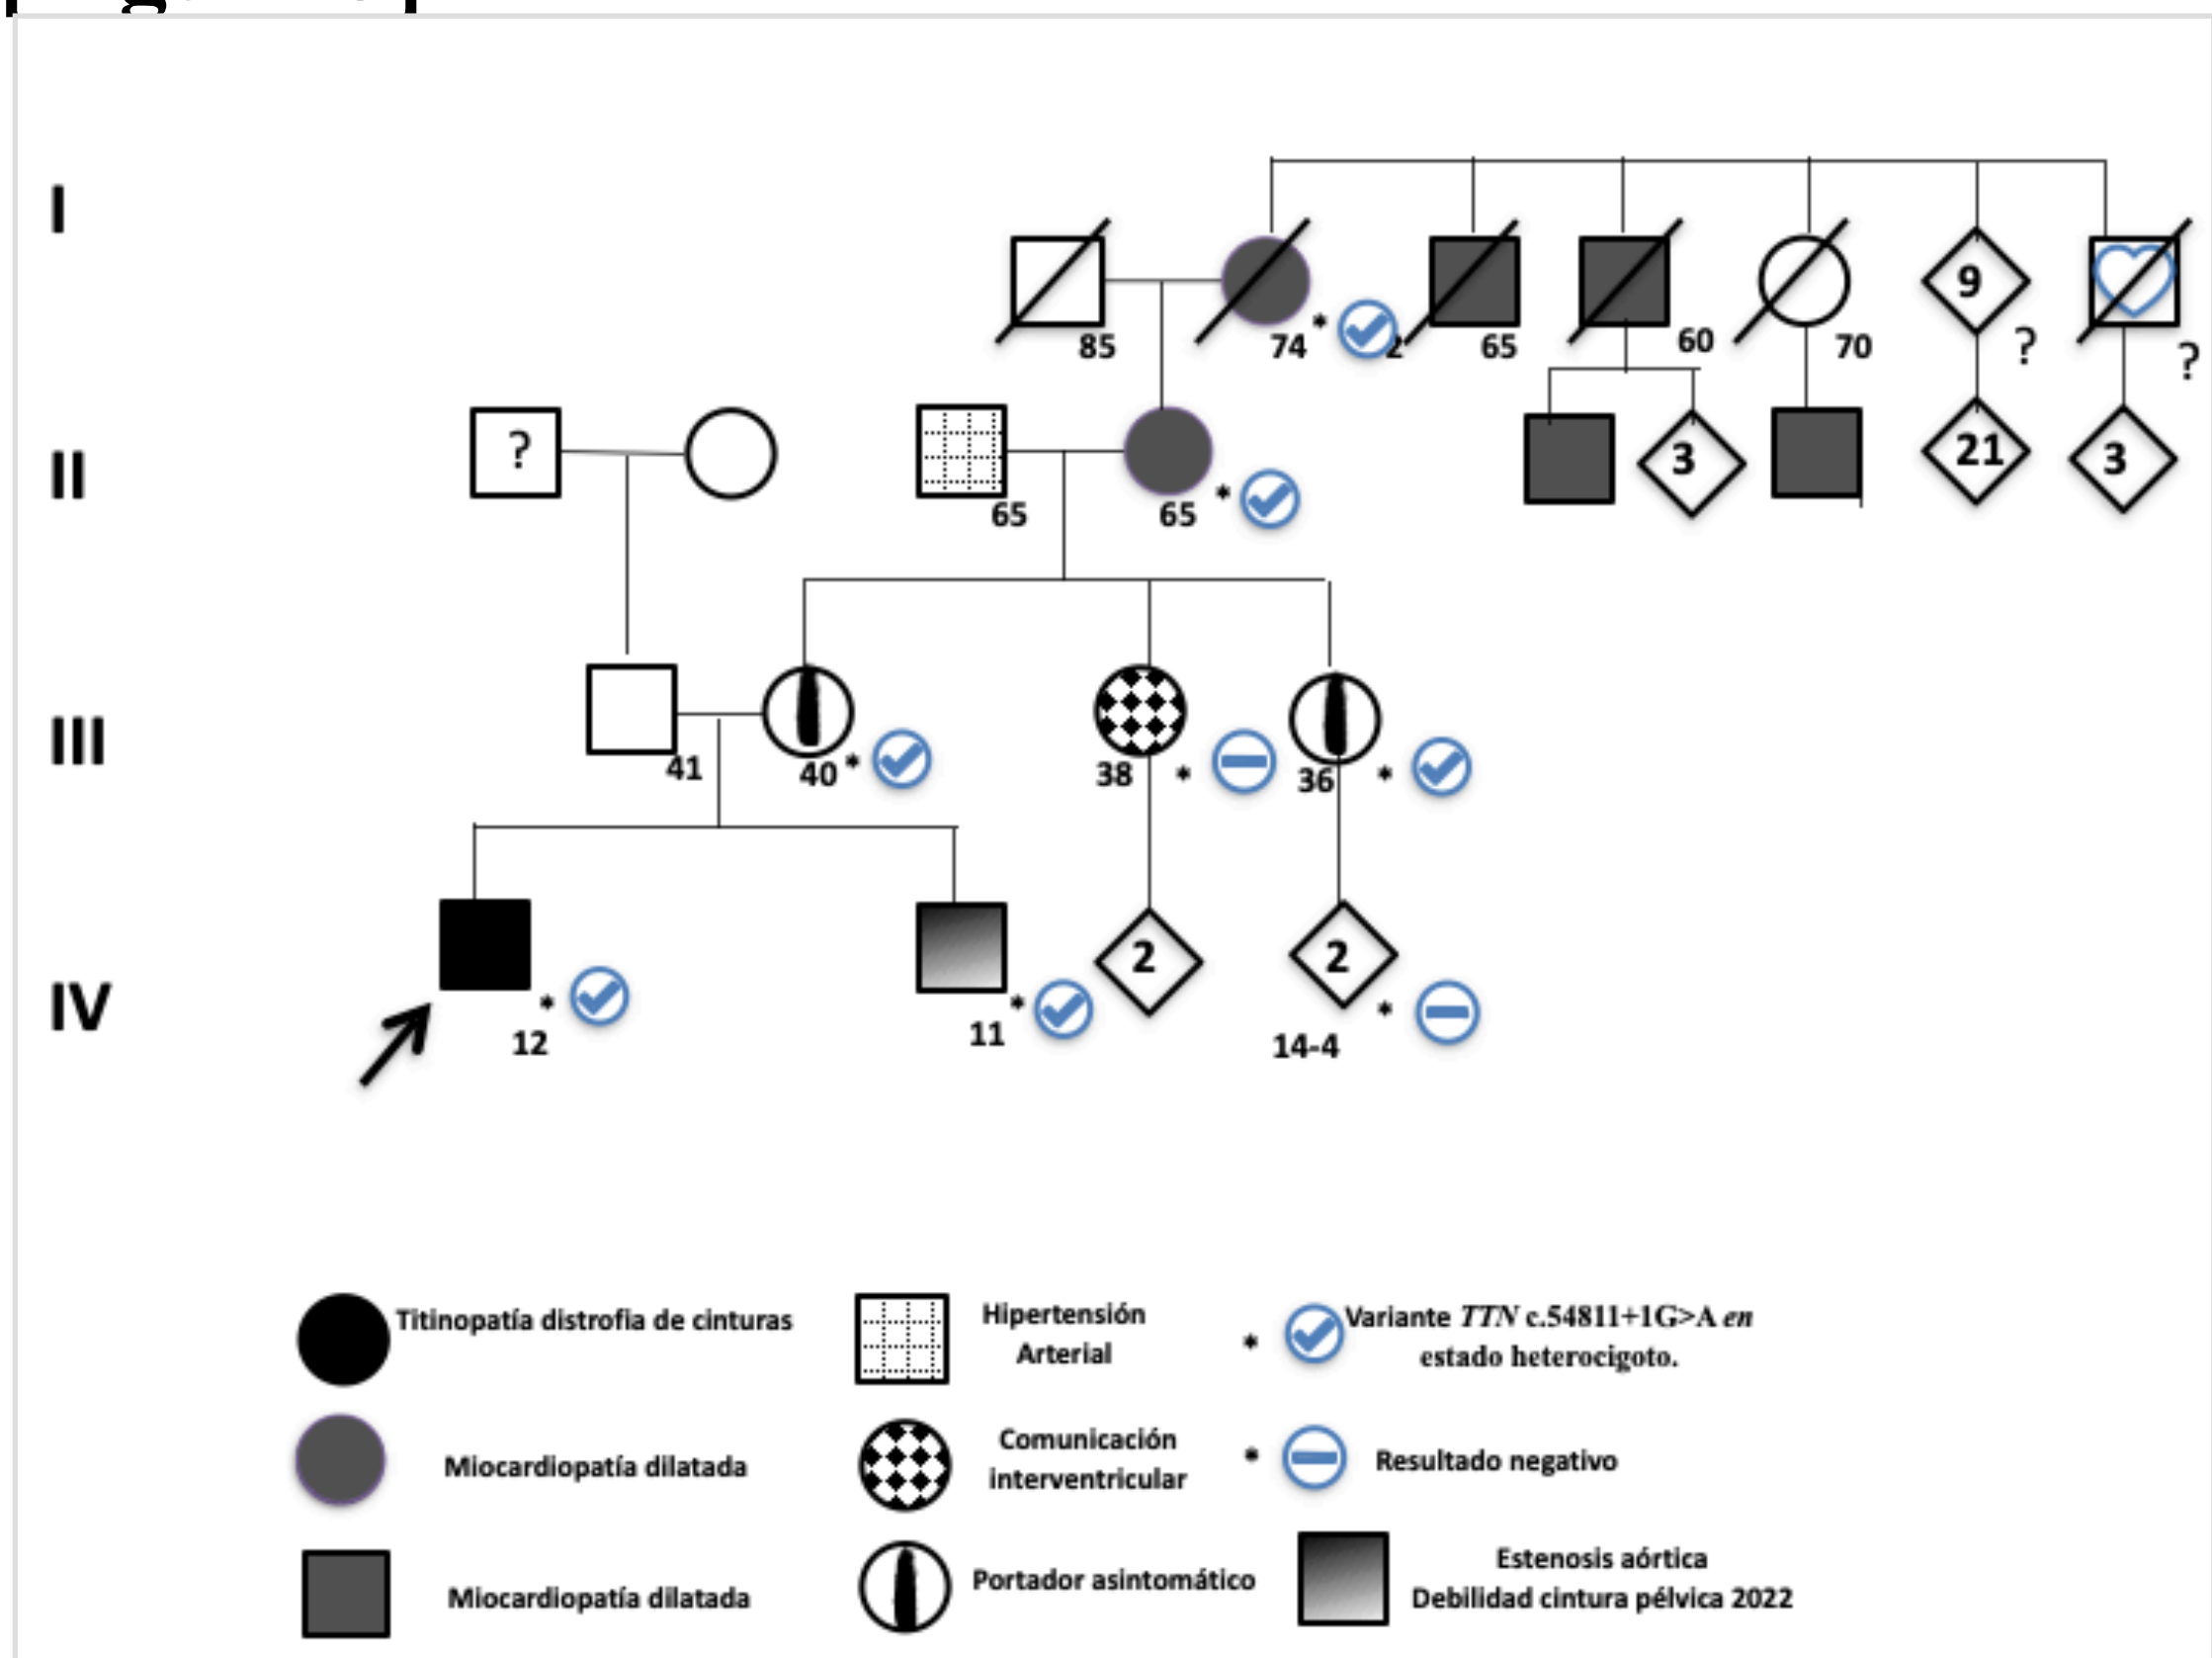 I
9
85
74 * 2
65
60
70
?
?
II
?
65
65 *
3
21
3
III
41
40 *
38 *
36 *
IV
12 *
11 *
2
2
14-4 *
Titinopatía distrofia de cinturas
Miocardiopatía dilatada
Miocardiopatía dilatada
Hipertensión
Arterial
Comunicación
interventricular
Portador asintomático
* Variante TTN c.54811+1G>A en
estado heterocigoto.
* Resultado negativo
Estenosis aórtica
Debilidad cintura pélvica 2022